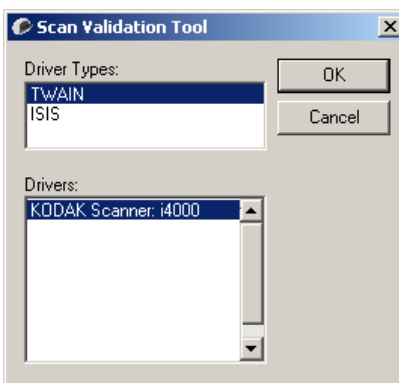 Scan Validation Tool
Driver Types:
TWAIN
ISIS
OK
Cancel
Drivers:
KODAK Scanner: i4000